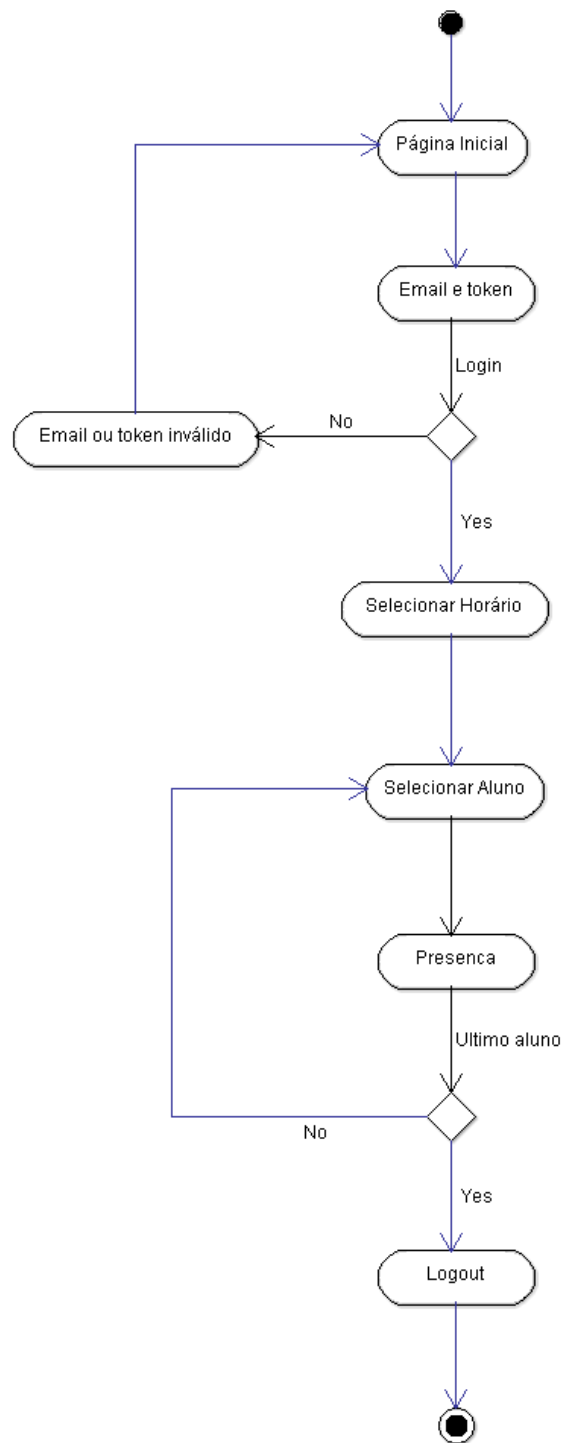 Página Inicial
Email e token
Login
No
Email ou token inválido
Yes
Selecionar Horário
Selecionar Aluno
Presenca
Ultimo aluno
No
Yes
Logout